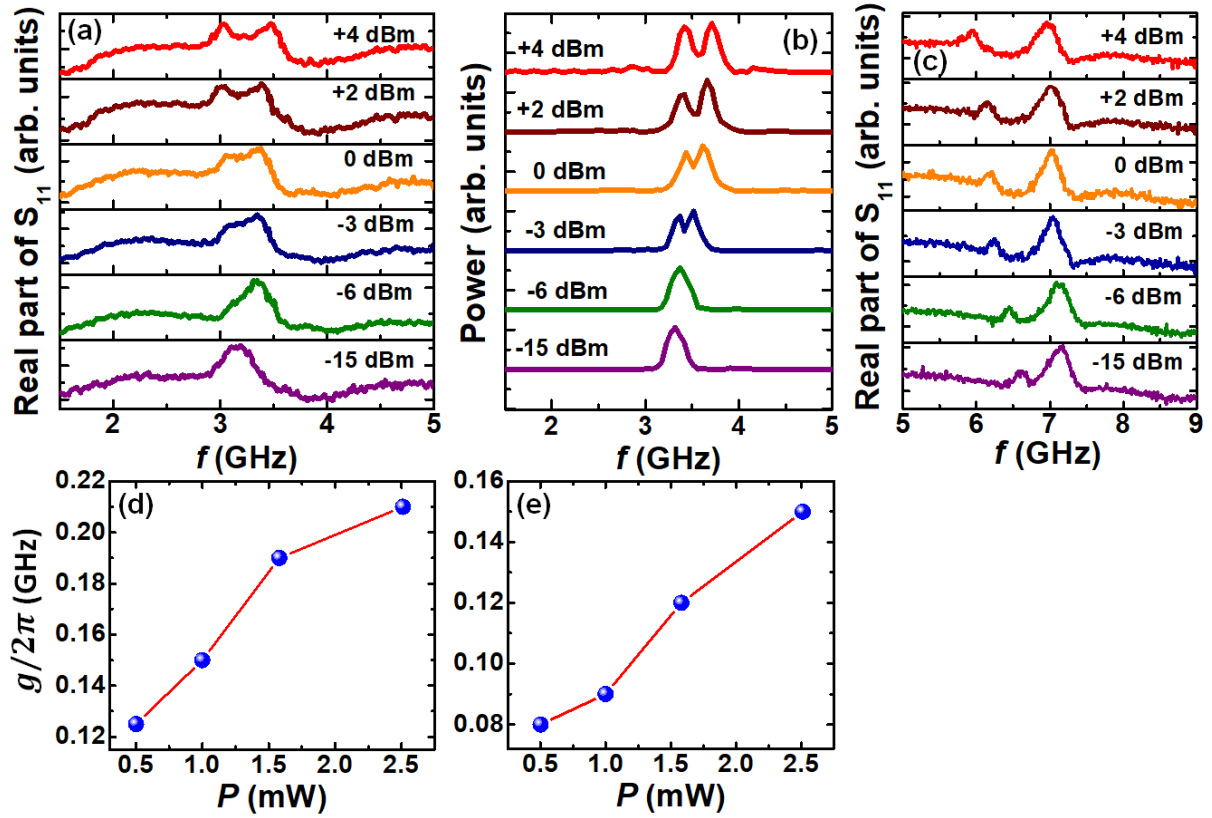 (a)
+4 dBm
+2 dBm
0 dBm
-3 dBm
-6 dBm
-15 dBm
Real part of S11 (arb. units)
2 3 4 5
f (GHz)
(b)
+4 dBm
+2 dBm
0 dBm
-3 dBm
-6 dBm
-15 dBm
Power (arb. units)
2 3 4 5
f (GHz)
(c)
+4 dBm
+2 dBm
0 dBm
-3 dBm
-6 dBm
-15 dBm
Real part of S11 (arb. units)
5 6 7 8 9
f (GHz)
(d)
0.22
0.20
0.18
0.16
0.14
0.12
g/2π (GHz)
0.5 1.0 1.5 2.0 2.5
P (mW)
(e)
0.16
0.14
0.12
0.10
0.08
0.5 1.0 1.5 2.0 2.5
P (mW)